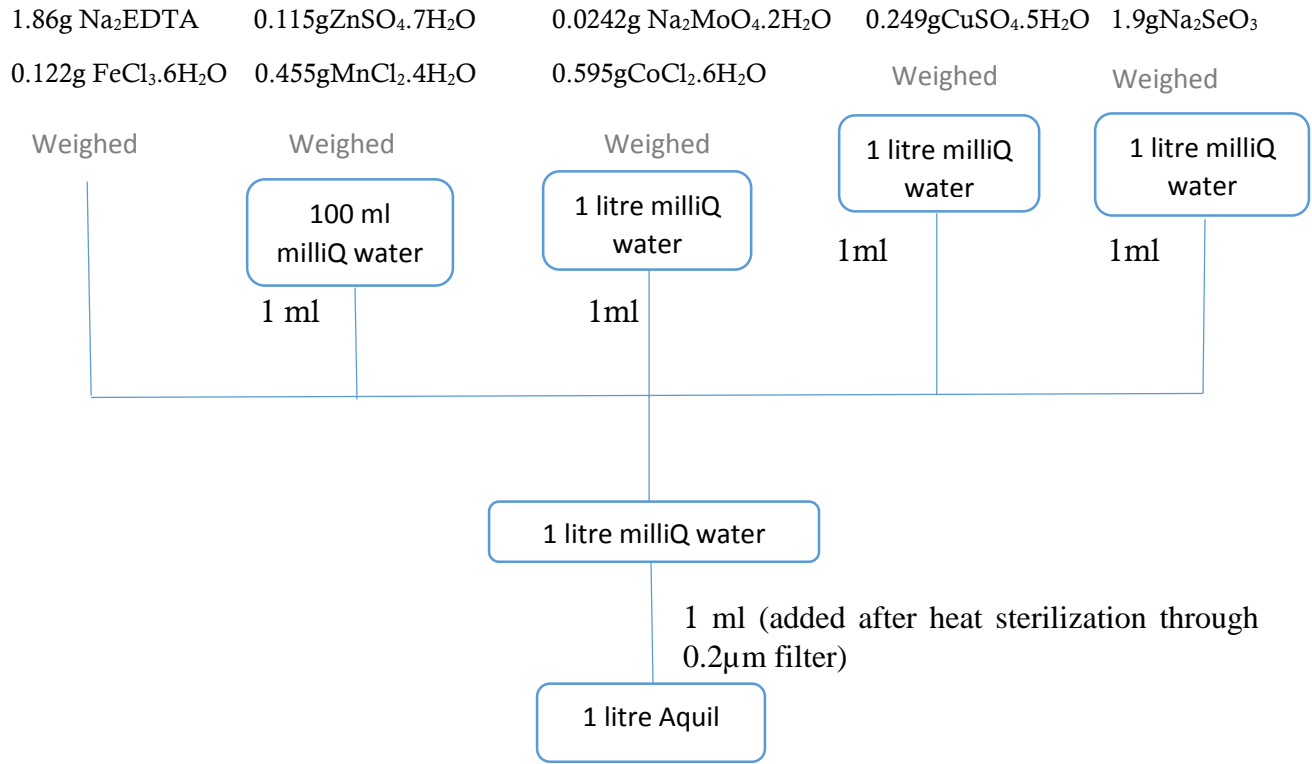 1.86g Na₂EDTA 0.115gZnSO₄.7H₂O 0.0242g Na₂MoO₄.2H₂O 0.249gCuSO₄.5H₂O 1.9gNa₂SeO₃
0.122g FeCl₃.6H₂O 0.455gMnCl₂.4H₂O 0.595gCoCl₂.6H₂O Weighed Weighed
Weighed Weighed Weighed
1 litre milliQ
water
1 litre milliQ
water
100 ml
milliQ water
1 litre milliQ
water
1ml 1ml
1 ml 1ml
1 litre milliQ water
1 ml (added after heat sterilization through
0.2µm filter)
1 litre Aquil